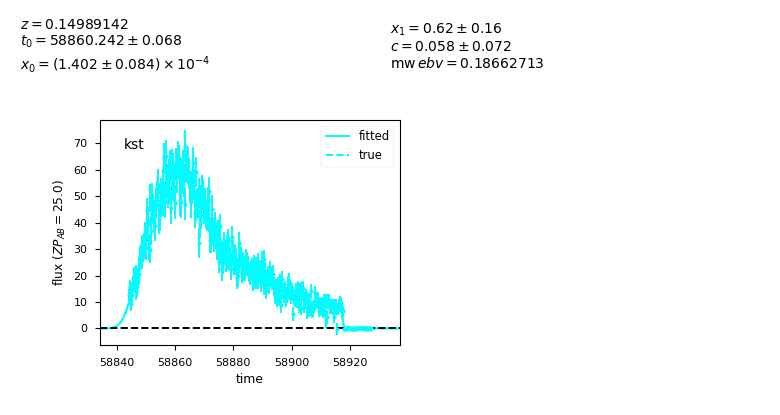 z = 0.14989142
t₀ = 58860.242 ± 0.068
x₀ = (1.402 ± 0.084) × 10⁻⁴
x₁ = 0.62 ± 0.16
c = 0.058 ± 0.072
mw ebv = 0.18662713
kst
fitted
true
flux (ZP_AB = 25.0)
70
60
50
40
30
20
10
0
58840 58860 58880 58900 58920
time